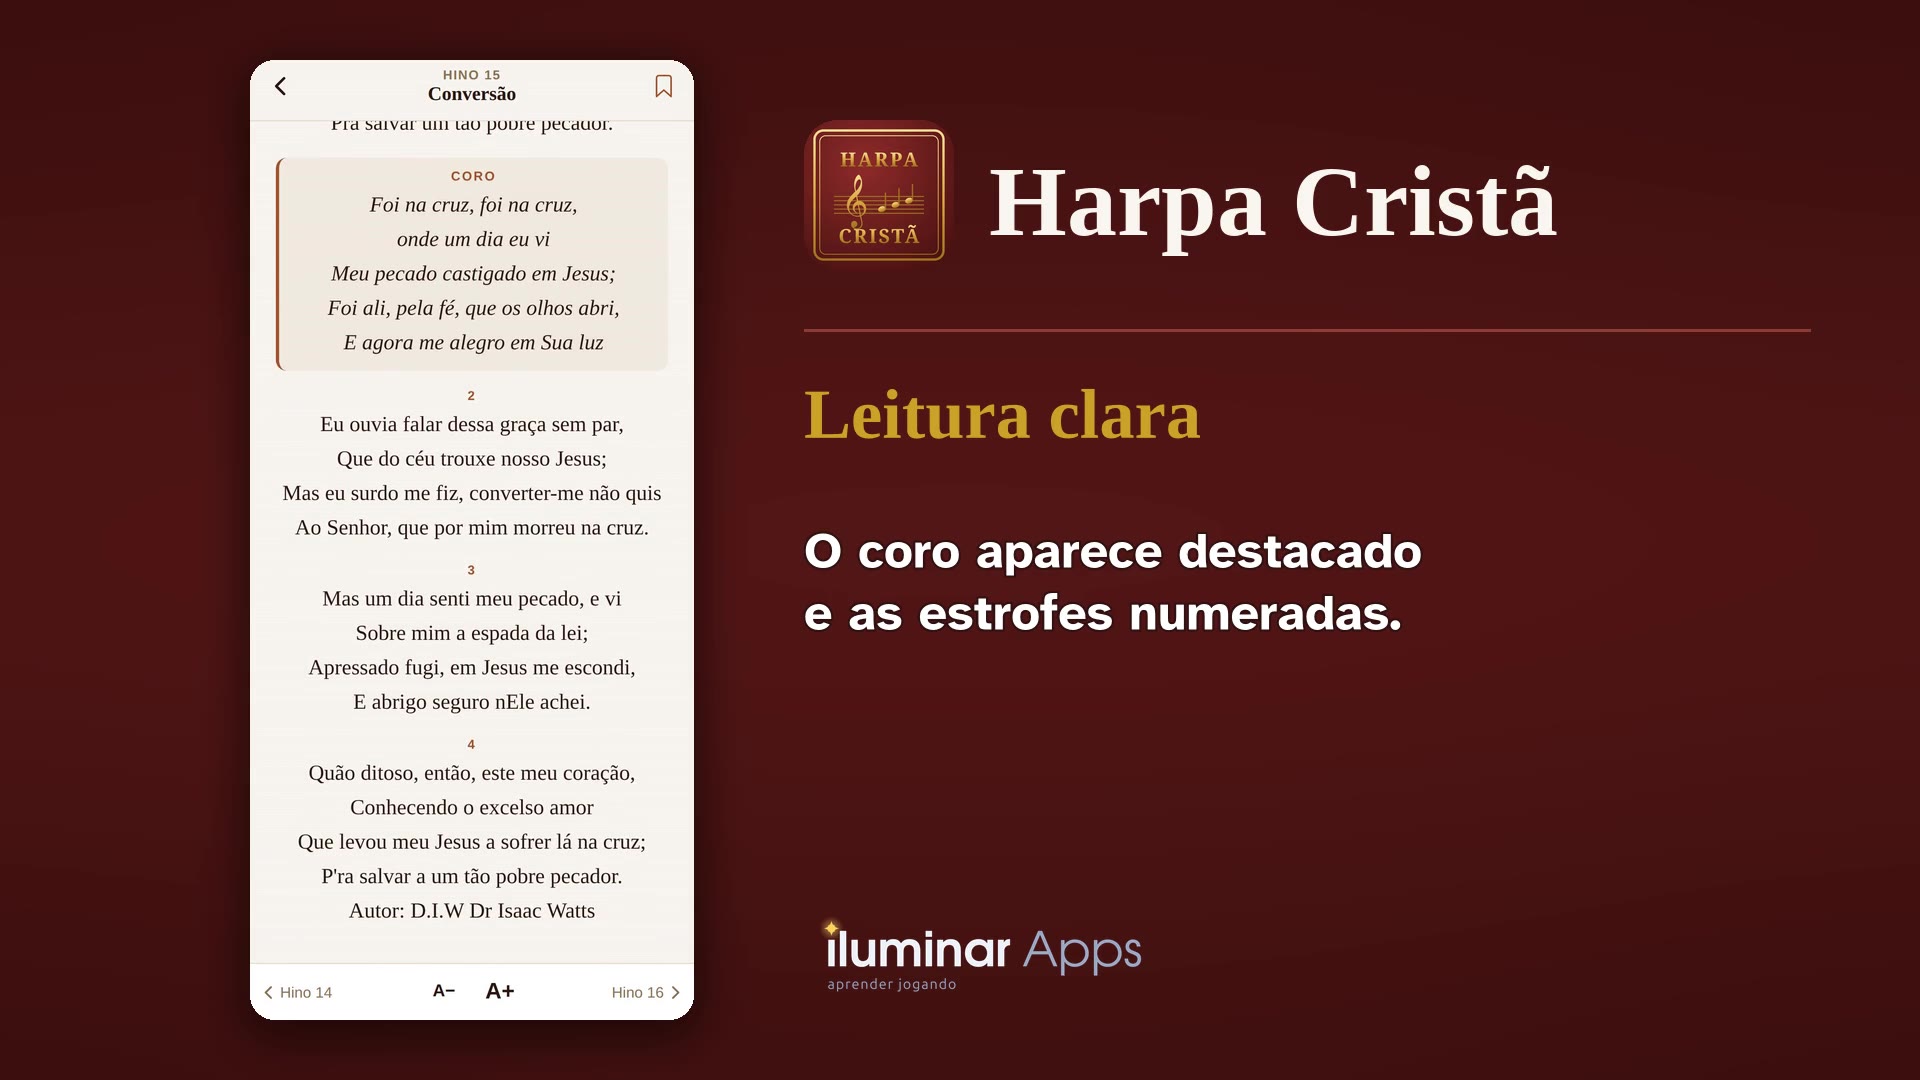 HINO 15
Conversão
Pra salvar um tão pobre pecador.
CORO
Foi na cruz, foi na cruz,
onde um dia eu vi
Meu pecado castigado em Jesus;
Foi ali, pela fé, que os olhos abri,
E agora me alegro em Sua luz
2
Eu ouvia falar dessa graça sem par,
Que do céu trouxe nosso Jesus;
Mas eu surdo me fiz, converter-me não quis
Ao Senhor, que por mim morreu na cruz.
3
Mas um dia senti meu pecado, e vi
Sobre mim a espada da lei;
Apressado fugi, em Jesus me escondi,
E abrigo seguro nEle achei.
4
Quão ditoso, então, este meu coração,
Conhecendo o excelso amor
Que levou meu Jesus a sofrer lá na cruz;
P'ra salvar a um tão pobre pecador.
Autor: D.I.W Dr Isaac Watts
Hino 14
A−
A+
Hino 16
HARPA
CRISTÃ
Harpa Cristã
Leitura clara
O coro aparece destacado
e as estrofes numeradas.
iluminar Apps
aprender jogando